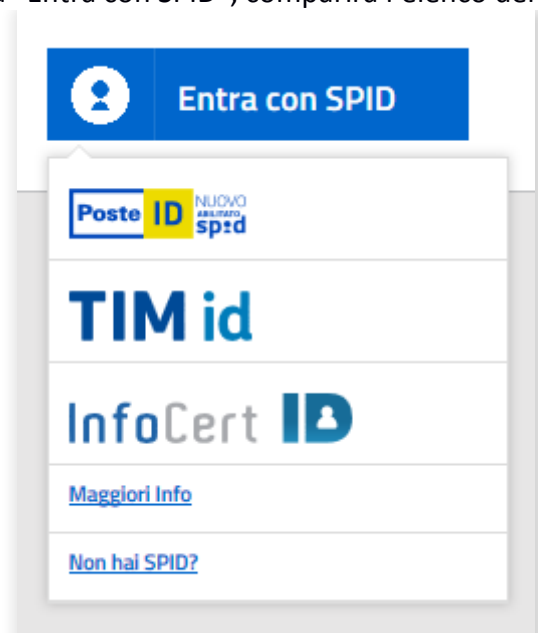 "Entra con SPID", comparirà l'elenco dei
Entra con SPID
Poste ID NUOVO
ABILITATO
sp:d
TIM id
InfoCert ID
Maggiori Info
Non hai SPID?